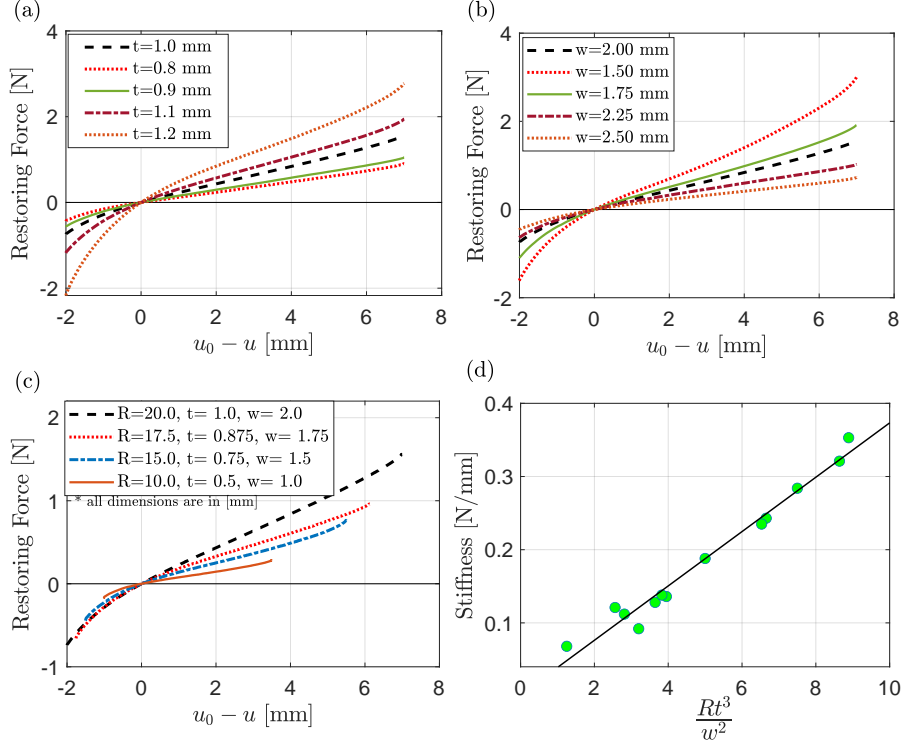 (a)
4
2
0
-2
Restoring Force [N]
t=1.0 mm
t=0.8 mm
t=0.9 mm
t=1.1 mm
t=1.2 mm
-2 0 2 4 6 8
u₀ − u [mm]
(b)
4
2
0
-2
Restoring Force [N]
w=2.00 mm
w=1.50 mm
w=1.75 mm
w=2.25 mm
w=2.50 mm
-2 0 2 4 6 8
u₀ − u [mm]
(c)
2
1
0
-1
Restoring Force [N]
R=20.0, t= 1.0, w= 2.0
R=17.5, t= 0.875, w= 1.75
R=15.0, t= 0.75, w= 1.5
R=10.0, t= 0.5, w= 1.0
* all dimensions are in [mm]
-2 0 2 4 6 8
u₀ − u [mm]
(d)
0.4
0.3
0.2
0.1
Stiffness [N/mm]
0 2 4 6 8 10
Rt³
w²